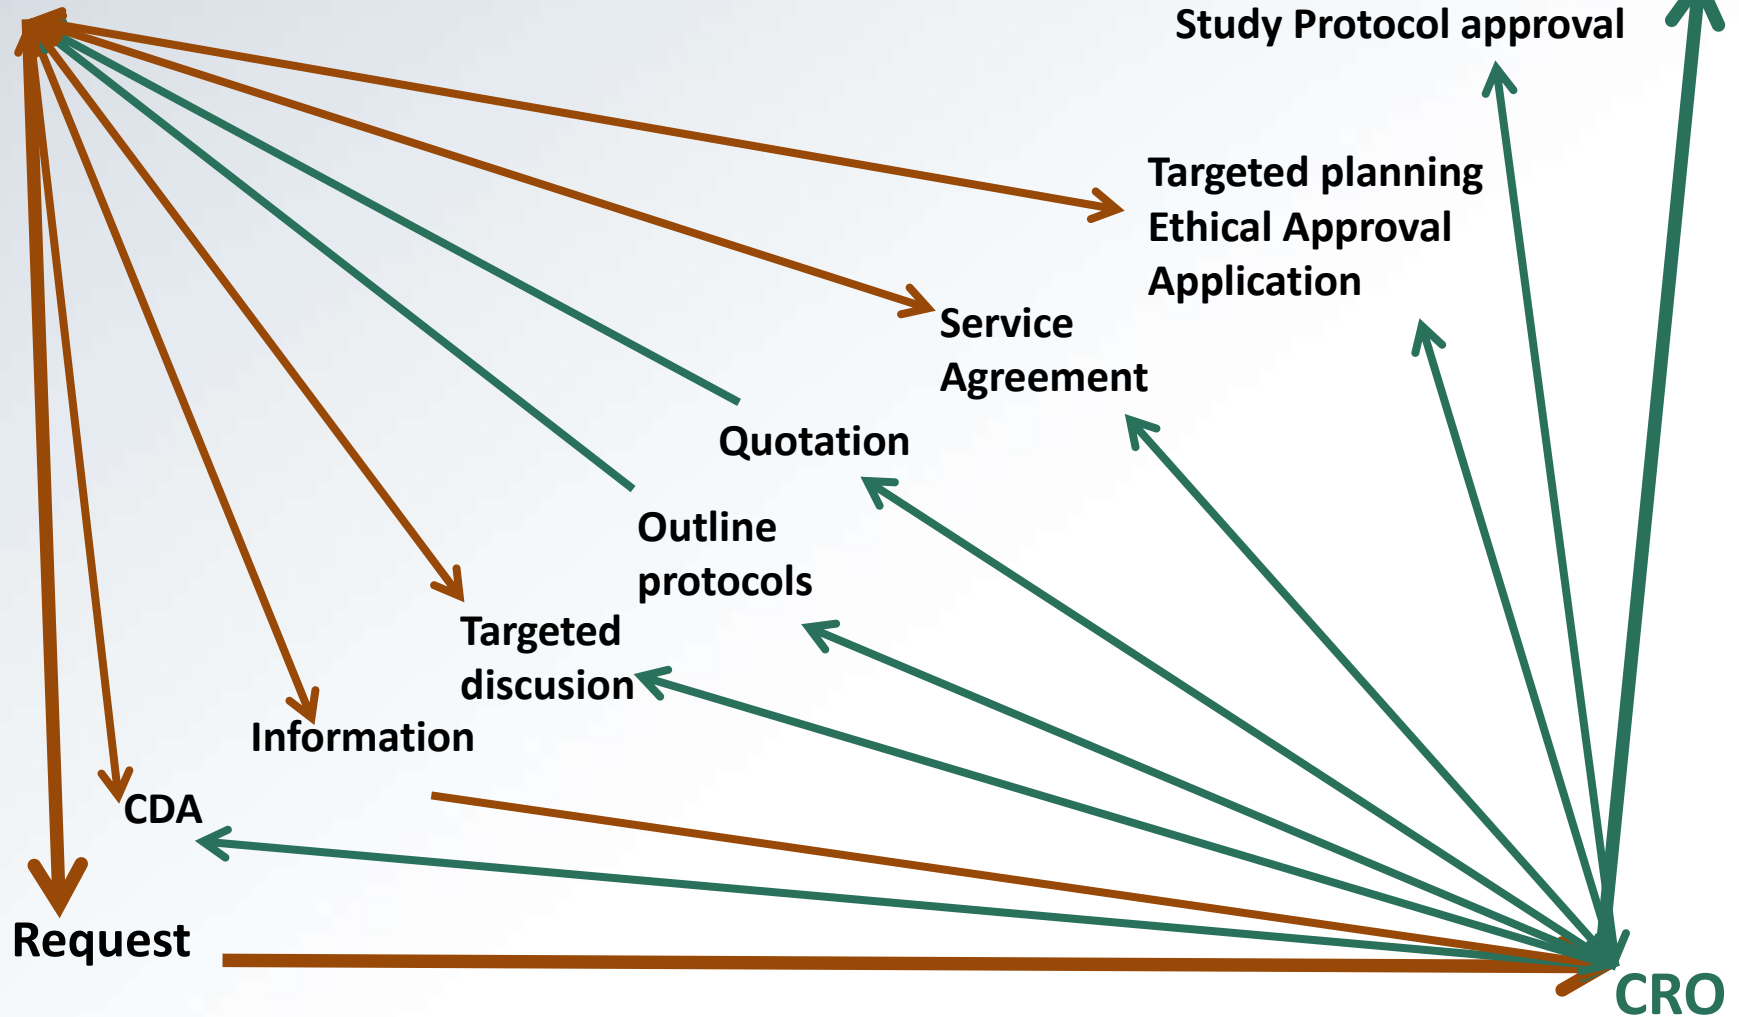 Study Protocol approval
Targeted planning
Ethical Approval
Application
Service
Agreement
Quotation
Outline
protocols
Targeted
discusion
Information
CDA
Request
CRO